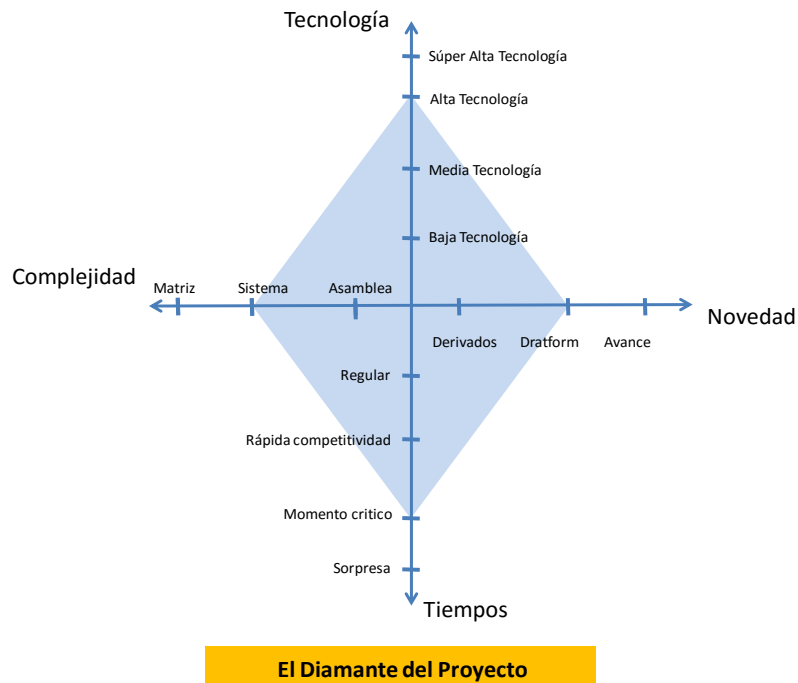 Tecnología
Súper Alta Tecnología
Alta Tecnología
Media Tecnología
Baja Tecnología
Complejidad
Matriz
Sistema
Asamblea
Novedad
Derivados
Dratform
Avance
Regular
Rápida competitividad
Momento critico
Sorpresa
Tiempos
El Diamante del Proyecto